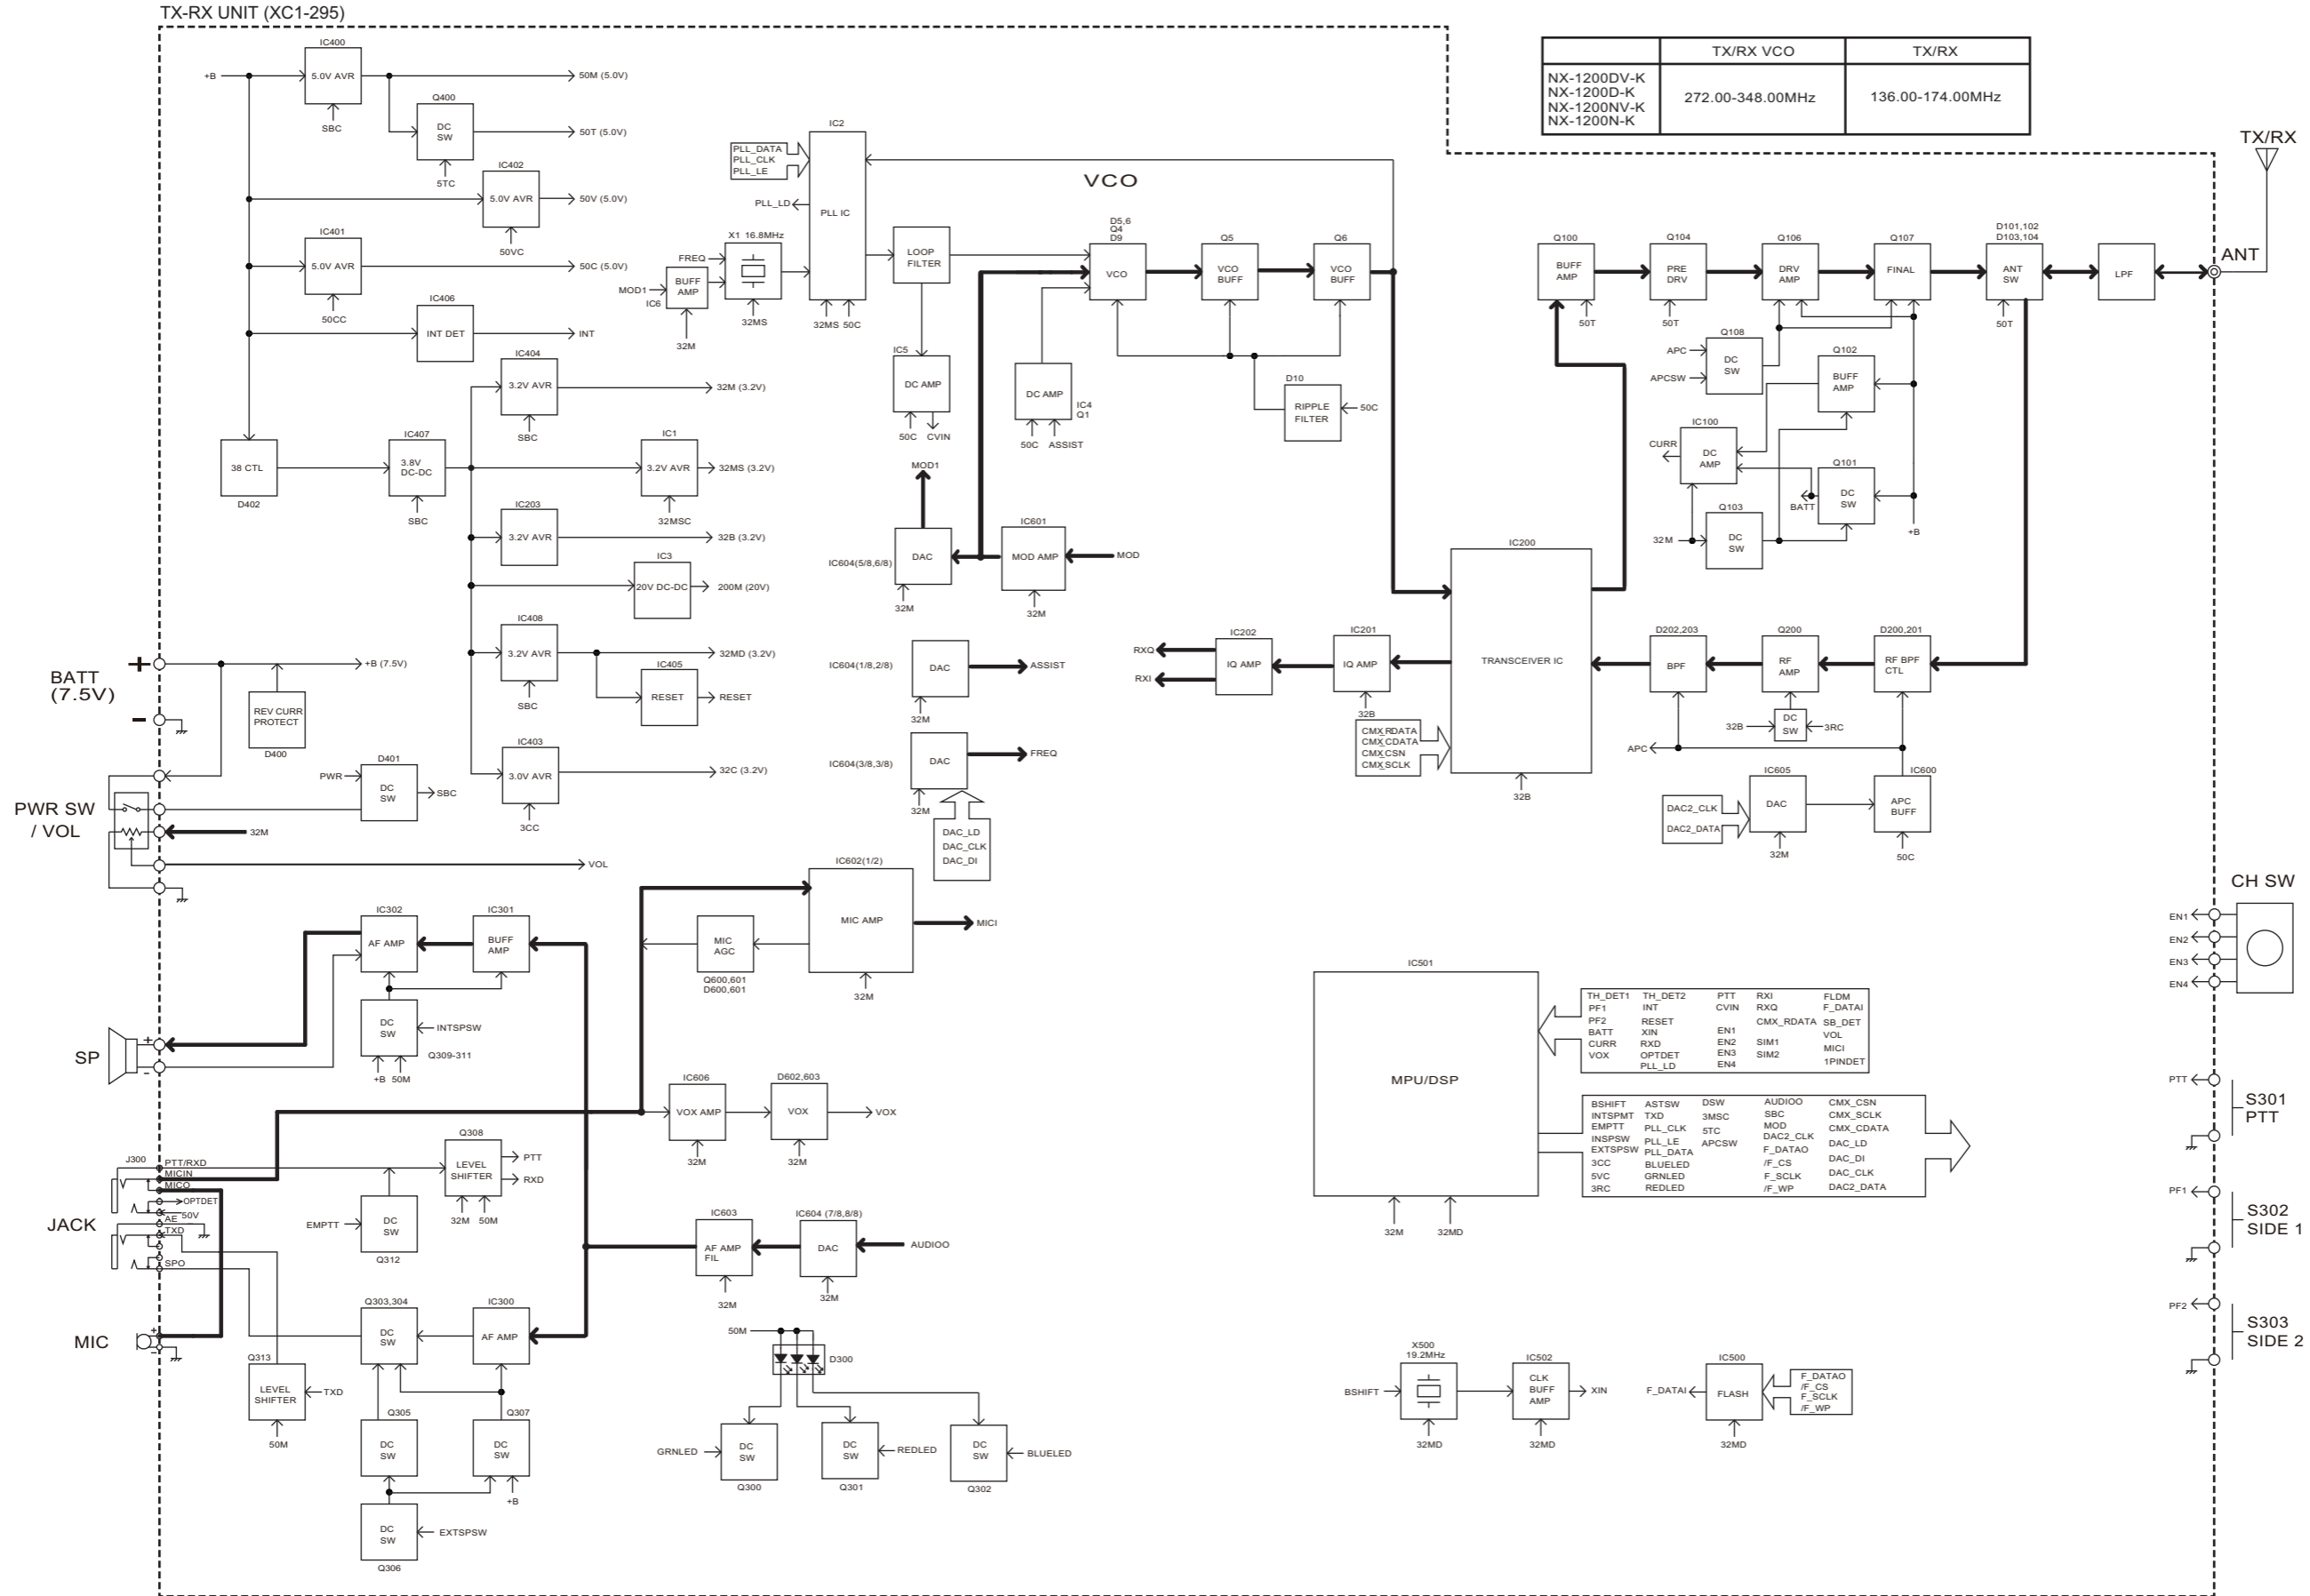 TX-RX UNIT (XC1-295)
TX/RX VCO
TX/RX
NX-1200DV-K
NX-1200D-K
NX-1200NV-K
NX-1200N-K
272.00-348.00MHz
136.00-174.00MHz
+B
IC400
5.0V AVR
SBC
50M (5.0V)
Q400
DC
SW
5TC
50T (5.0V)
IC402
5.0V AVR
50VC
50V (5.0V)
IC401
5.0V AVR
50CC
50C (5.0V)
IC406
INT DET
INT
IC404
3.2V AVR
SBC
32M (3.2V)
38 CTL
D402
IC407
3.8V
DC-DC
SBC
IC1
3.2V AVR
32MSC
32MS (3.2V)
IC203
3.2V AVR
32B (3.2V)
IC3
20V DC-DC
200M (20V)
IC408
3.2V AVR
SBC
32MD (3.2V)
IC405
RESET
RESET
IC403
3.0V AVR
3CC
32C (3.2V)
BATT
(7.5V)
+
-
+B (7.5V)
REV CURR
PROTECT
D400
PWR
D401
DC
SW
SBC
PWR SW
/ VOL
32M
VOL
PLL_DATA
PLL_CLK
PLL_LE
PLL_LD
IC2
PLL IC
32MS
50C
X1 16.8MHz
FREQ
MOD1
BUFF
AMP
IC6
32M
32MS
LOOP
FILTER
IC5
DC AMP
50C
CVIN
VCO
D5,6
Q4
D9
VCO
Q5
VCO
BUFF
Q6
VCO
BUFF
DC AMP
IC4
Q1
50C
ASSIST
D10
RIPPLE
FILTER
50C
MOD1
DAC
IC604(5/8,6/8)
32M
IC601
MOD AMP
32M
MOD
IC604(1/8,2/8)
DAC
32M
ASSIST
IC604(3/8,3/8)
DAC
32M
FREQ
DAC_LD
DAC_CLK
DAC_DI
RXQ
RXI
IC202
IQ AMP
IC201
IQ AMP
32B
CMX_RDATA
CMX_CDATA
CMX_CSN
CMX_SCLK
IC200
TRANSCEIVER IC
32B
Q100
BUFF
AMP
50T
Q104
PRE
DRV
50T
Q106
DRV
AMP
Q107
FINAL
D101,102
D103,104
ANT
SW
50T
LPF
ANT
TX/RX
APC
APCSW
Q108
DC
SW
Q102
BUFF
AMP
CURR
IC100
DC
AMP
BATT
Q101
DC
SW
32M
Q103
DC
SW
+B
D202,203
BPF
Q200
RF
AMP
D200,201
RF BPF
CTL
32B
DC
SW
3RC
APC
IC605
DAC
DAC2_CLK
DAC2_DATA
32M
IC600
APC
BUFF
50C
IC602(1/2)
MIC AMP
32M
MICI
MIC
AGC
Q600,601
D600,601
IC302
AF AMP
IC301
BUFF
AMP
DC
SW
INTSPSW
Q309-311
+B
50M
SP
+
-
IC606
VOX AMP
32M
D602,603
VOX
32M
VOX
J300
PTT/RXD
MICIN
MICO
OPTDET
50V
AE
TXD
SPO
JACK
Q308
LEVEL
SHIFTER
PTT
RXD
32M
50M
EMPTT
DC
SW
Q312
IC603
AF AMP
FIL
32M
IC604 (7/8,8/8)
DAC
32M
AUDIOO
MIC
+
-
Q303,304
DC
SW
IC300
AF AMP
Q313
LEVEL
SHIFTER
TXD
50M
Q305
DC
SW
Q307
DC
SW
+B
DC
SW
EXTSPSW
Q306
50M
D300
GRNLED
DC
SW
Q300
DC
SW
REDLED
Q301
DC
SW
BLUELED
Q302
IC501
MPU/DSP
32M
32MD
TH_DET1 TH_DET2 PTT RXI FLDM
PF1 INT CVIN RXQ F_DATAI
PF2 RESET CMX_RDATA SB_DET
BATT XIN EN1 VOL
CURR RXD EN2 SIM1 MICI
VOX OPTDET EN3 SIM2 1PINDET
PLL_LD EN4
BSHIFT ASTSW DSW AUDIOO CMX_CSN
INTSPMT TXD 3MSC SBC CMX_SCLK
EMPTT PLL_CLK 5TC MOD CMX_CDATA
INSPSW PLL_LE APCSW DAC2_CLK DAC_LD
EXTSPSW PLL_DATA F_DATAO DAC_DI
3CC BLUELED /F_CS
5VC GRNLED F_SCLK DAC_CLK
3RC REDLED /F_WP DAC2_DATA
X500
19.2MHz
BSHIFT
32MD
IC502
CLK
BUFF
AMP
XIN
32MD
IC500
FLASH
F_DATAI
32MD
F_DATAO
/F_CS
F_SCLK
/F_WP
CH SW
EN1
EN2
EN3
EN4
PTT
S301
PTT
PF1
S302
SIDE 1
PF2
S303
SIDE 2